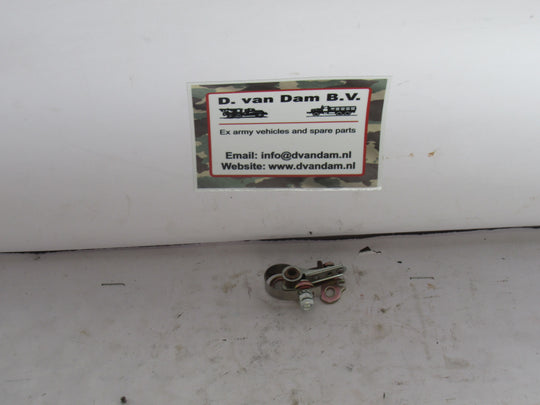 D. van Dam B.V.
Ex army vehicles and spare parts
Email: info@dvandam.nl
Website: www.dvandam.nl